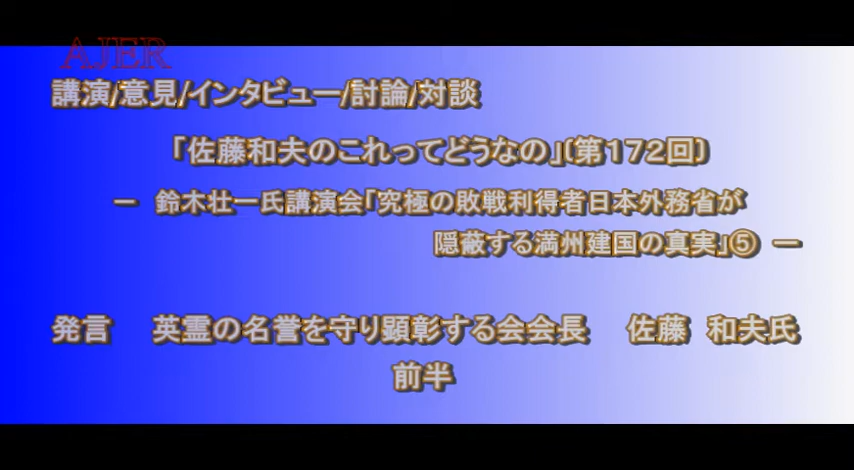 AJER
講演/意見/インタビュー/討論/対談
「佐藤和夫のこれってどうなの」(第172回)
― 鈴木壮一氏講演会「究極の敗戦利得者日本外務省が
隠蔽する満州建国の真実」⑤ ―
発言 英霊の名誉を守り顕彰する会会長 佐藤 和夫氏
前半